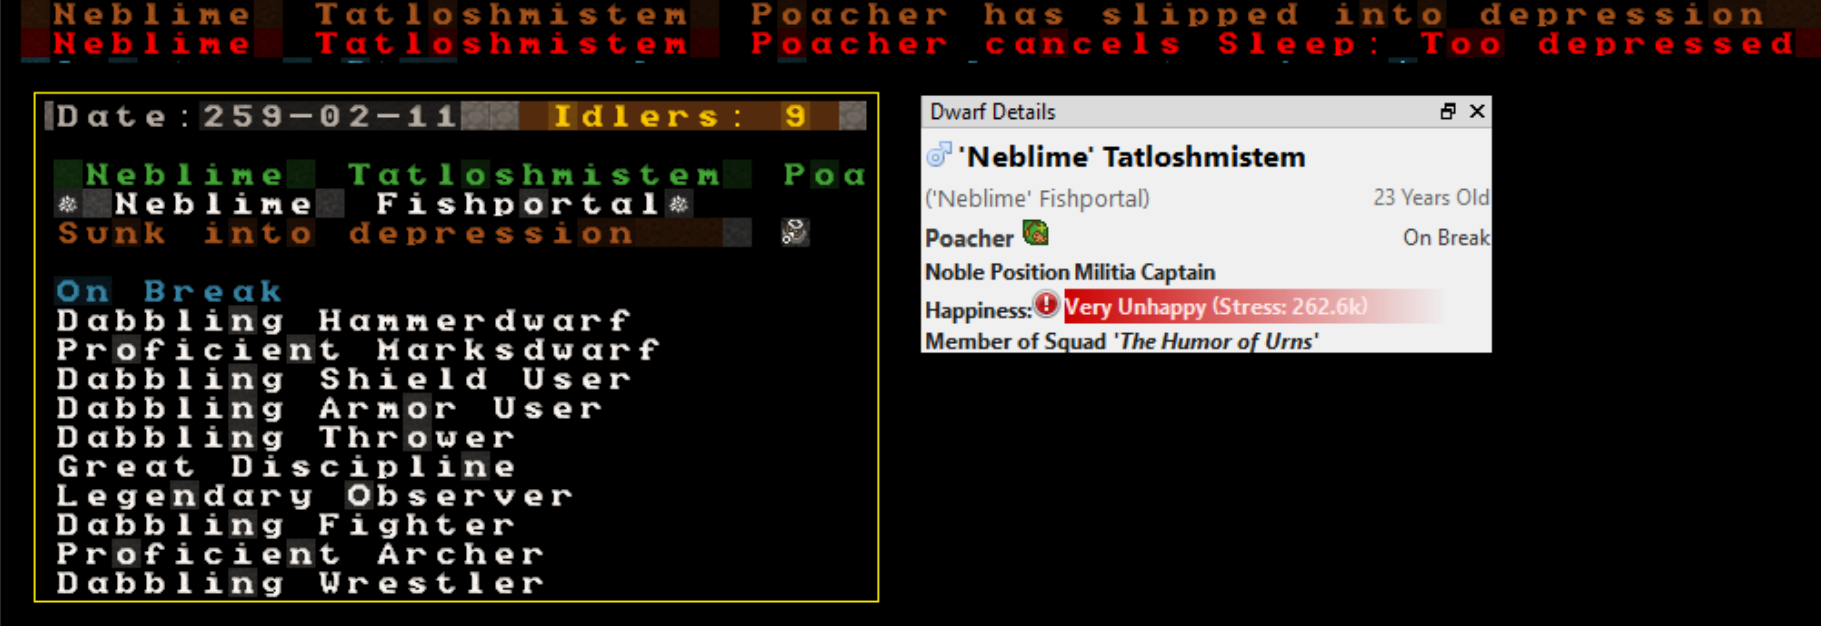 Neblime Tatloshmistem Poacher has slipped into depression
Neblime Tatloshmistem Poacher cancels Sleep: Too depressed
Date:259-02-11 Idlers: 9
Neblime Tatloshmistem Poa
*Neblime Fishportal*
Sunk into depression
On Break
Dabbling Hammerdwarf
Proficient Marksdwarf
Dabbling Shield User
Dabbling Armor User
Dabbling Thrower
Great Discipline
Legendary Observer
Dabbling Fighter
Proficient Archer
Dabbling Wrestler
Dwarf Details
'Neblime' Tatloshmistem
('Neblime' Fishportal) 23 Years Old
Poacher On Break
Noble Position Militia Captain
Happiness: Very Unhappy (Stress: 262.6k)
Member of Squad 'The Humor of Urns'